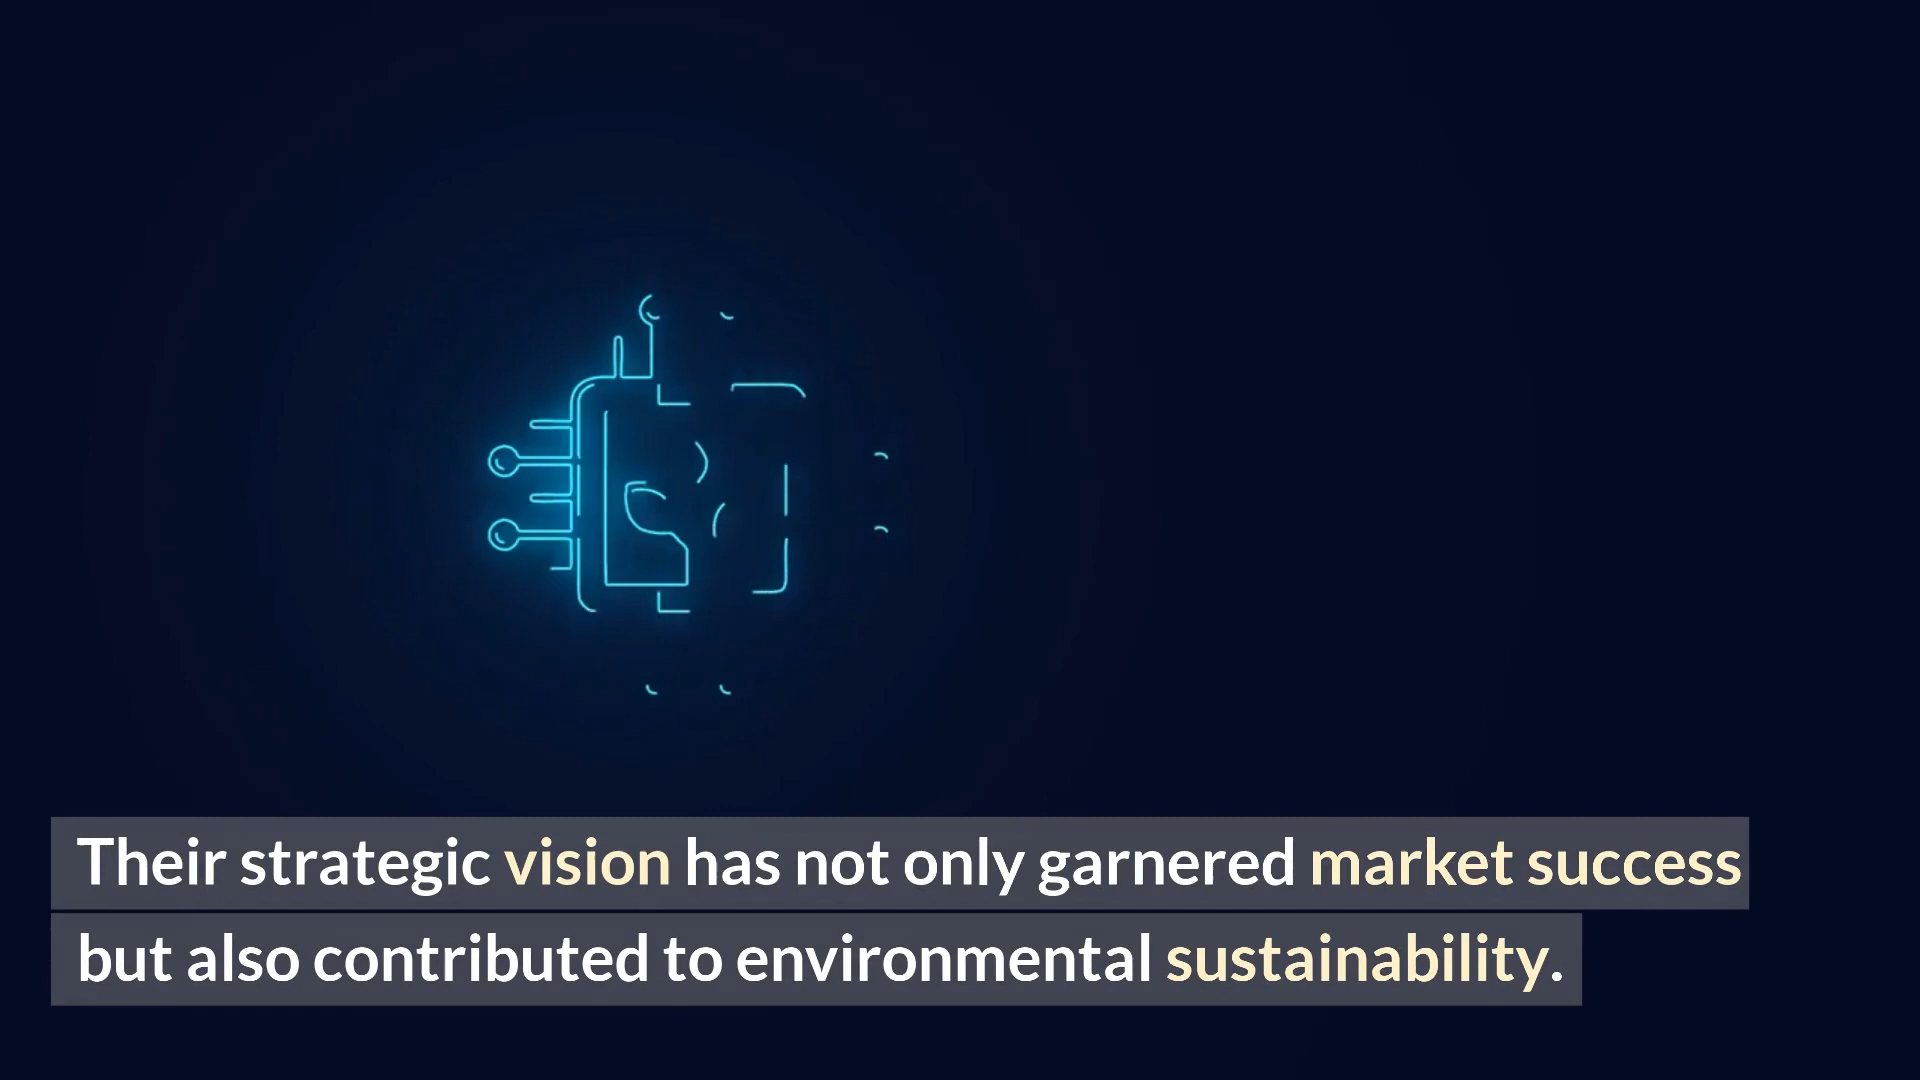 Their strategic vision has not only garnered market success
but also contributed to environmental sustainability.